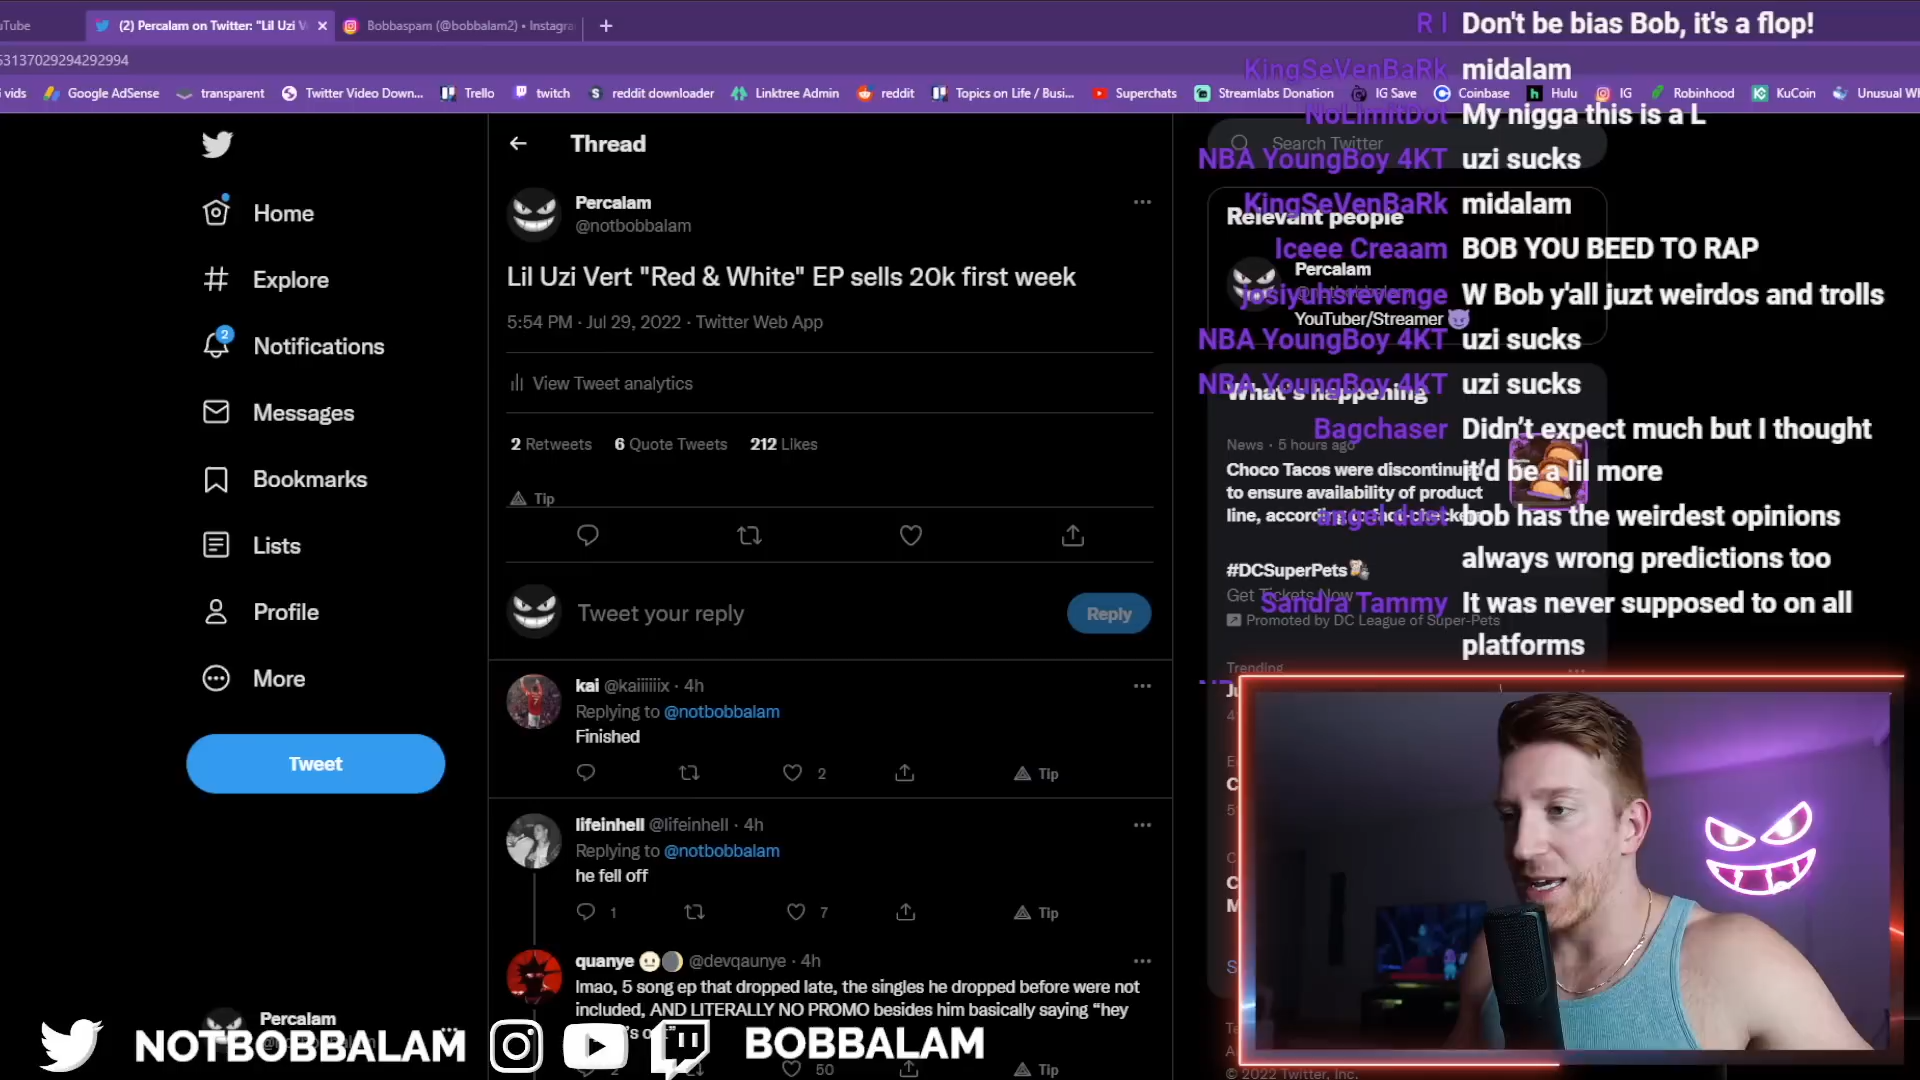 uTube
(2) Percalam on Twitter: "Lil Uzi V
Bobbaspam (@bobbalam2) • Instagra
53137029294292994
i vids
Google AdSense
transparent
Twitter Video Down...
Trello
twitch
reddit downloader
Linktree Admin
reddit
Topics on Life / Busi...
Superchats
Streamlabs Donation
IG Save
Coinbase
Hulu
IG
Robinhood
KuCoin
Unusual Wh
Home
Explore
2
Notifications
Messages
Bookmarks
Lists
Profile
More
Tweet
Percalam
Thread
Percalam
@notbobbalam
Lil Uzi Vert "Red & White" EP sells 20k first week
5:54 PM · Jul 29, 2022 · Twitter Web App
View Tweet analytics
2 Retweets 6 Quote Tweets 212 Likes
Tip
Tweet your reply
Reply
kai @kaiiiiiix · 4h
Replying to @notbobbalam
Finished
2
Tip
lifeinhell @lifeinhell · 4h
Replying to @notbobbalam
he fell off
1
7
Tip
quanye @devqaunye · 4h
lmao, 5 song ep that dropped late, the singles he dropped before were not
included, AND LITERALLY NO PROMO besides him basically saying “hey
50
Tip
Search Twitter
Relevant people
Percalam
YouTuber/Streamer
What's happening
News · 5 hours ago
Choco Tacos were discontinued
to ensure availability of product
line,
#DCSuperPets
Get Tickets Now
Promoted by DC League of Super-Pets
Trending
© 2022 Twitter, Inc.
R I Don't be bias Bob, it's a flop!
KingSeVenBaRk midalam
NoLimitDot My nigga this is a L
NBA YoungBoy 4KT uzi sucks
KingSeVenBaRk midalam
Iceee Creaam BOB YOU BEED TO RAP
josiyuhsrevenge W Bob y'all juzt weirdos and trolls
NBA YoungBoy 4KT uzi sucks
NBA YoungBoy 4KT uzi sucks
Bagchaser Didn’t expect much but I thought
it’d be a lil more
angel dust bob has the weirdest opinions
always wrong predictions too
Sandra Tammy It was never supposed to on all
platforms
NOTBOBBALAM
BOBBALAM